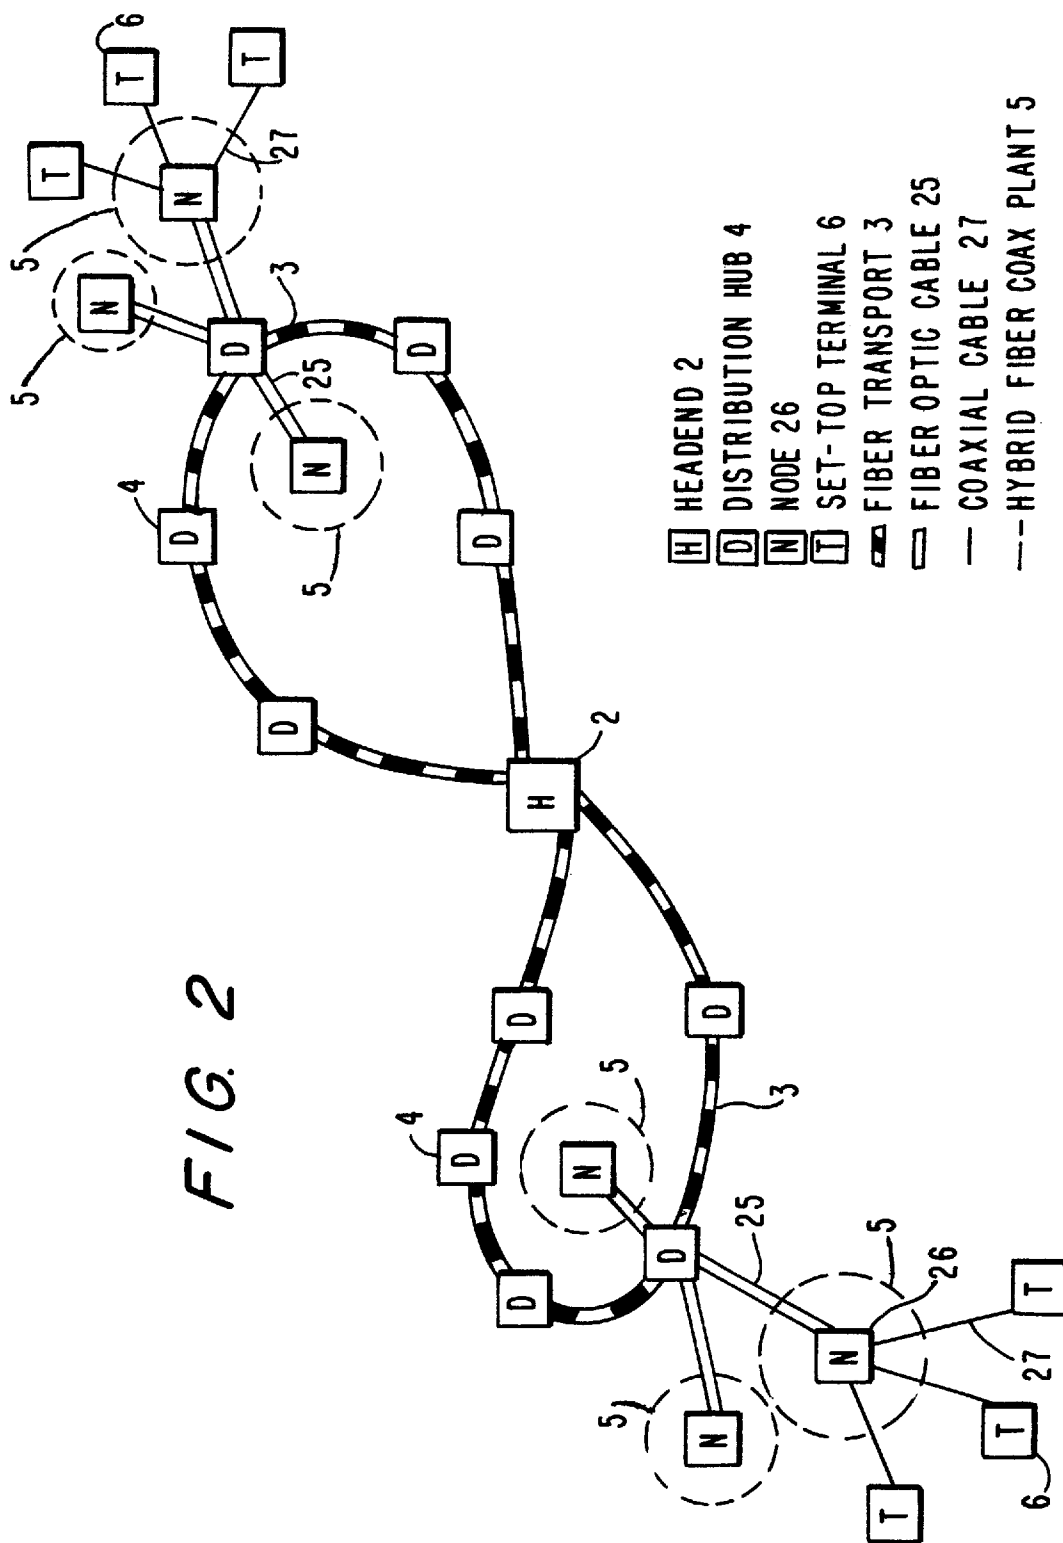 FIG. 2
5
5
T
6
T
N
T
N
27
4
D
D
3
25
N
5
D
D
D
H
2
4
D
D
D
N
5
5
N
D
D
3
25
5
N
26
T
T
6
27
T
H HEADEND 2
D DISTRIBUTION HUB 4
N NODE 26
T SET-TOP TERMINAL 6
FIBER TRANSPORT 3
FIBER OPTIC CABLE 25
COAXIAL CABLE 27
HYBRID FIBER COAX PLANT 5